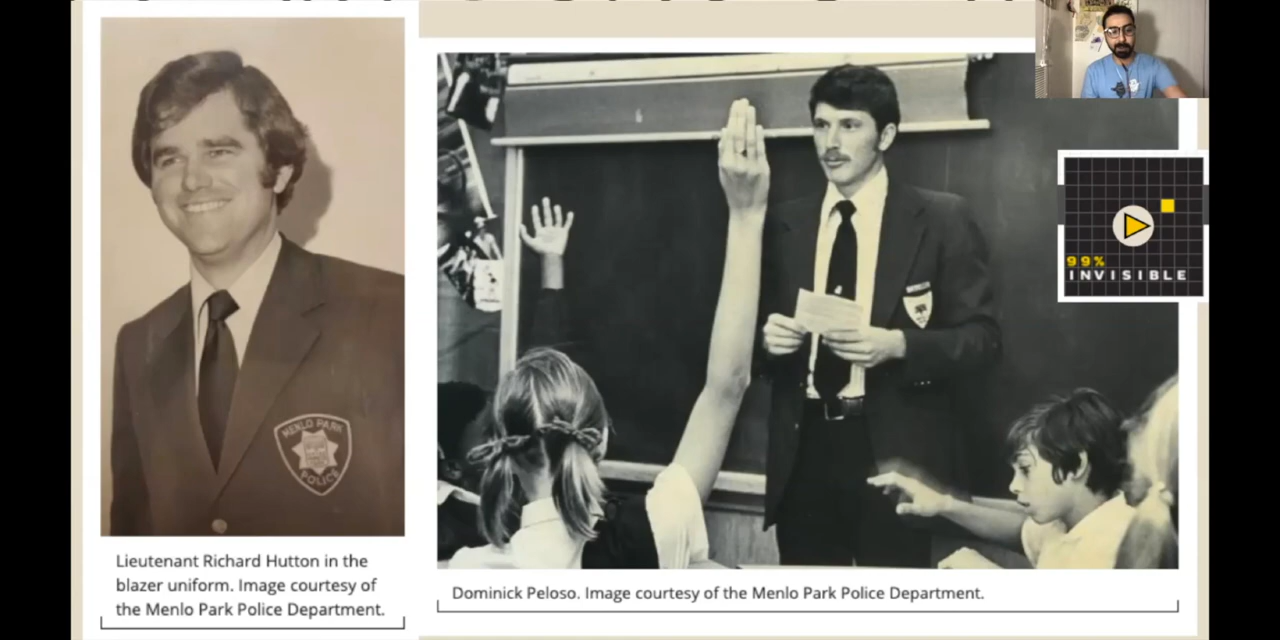 MENLO PARK
POLICE
Lieutenant Richard Hutton in the
blazer uniform. Image courtesy of
the Menlo Park Police Department.
Dominick Peloso. Image courtesy of the Menlo Park Police Department.
99%
INVISIBLE